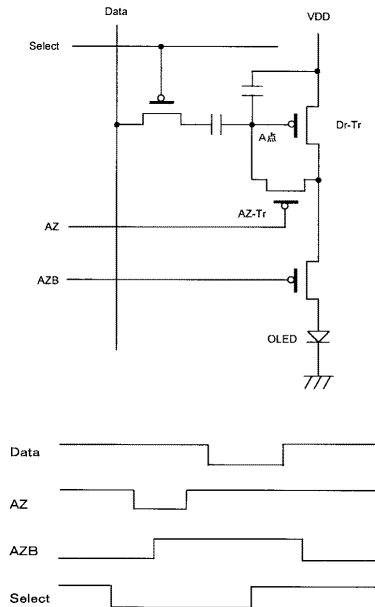 Data
VDD
Select
A点
Dr-Tr
AZ-Tr
AZ
AZB
OLED
Data
AZ
AZB
Select